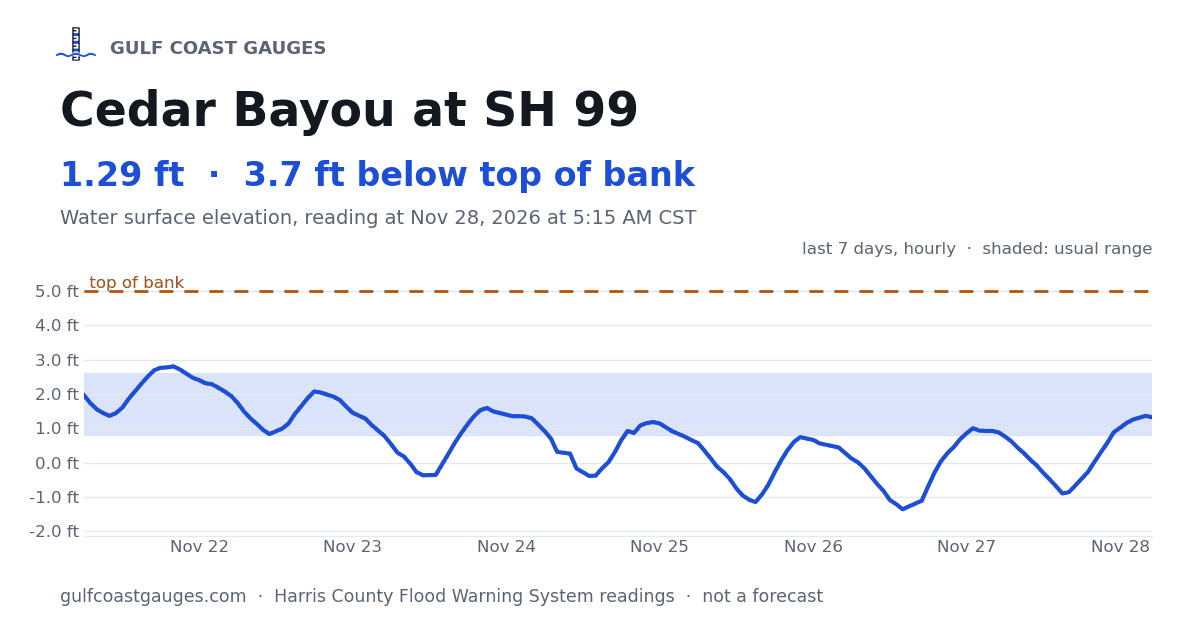 GULF COAST GAUGES
Cedar Bayou at SH 99
1.29 ft · 3.7 ft below top of bank
Water surface elevation, reading at Nov 28, 2026 at 5:15 AM CST
last 7 days, hourly · shaded: usual range
top of bank
5.0 ft
4.0 ft
3.0 ft
2.0 ft
1.0 ft
0.0 ft
-1.0 ft
-2.0 ft
Nov 22 Nov 23 Nov 24 Nov 25 Nov 26 Nov 27 Nov 28
gulfcoastgauges.com · Harris County Flood Warning System readings · not a forecast